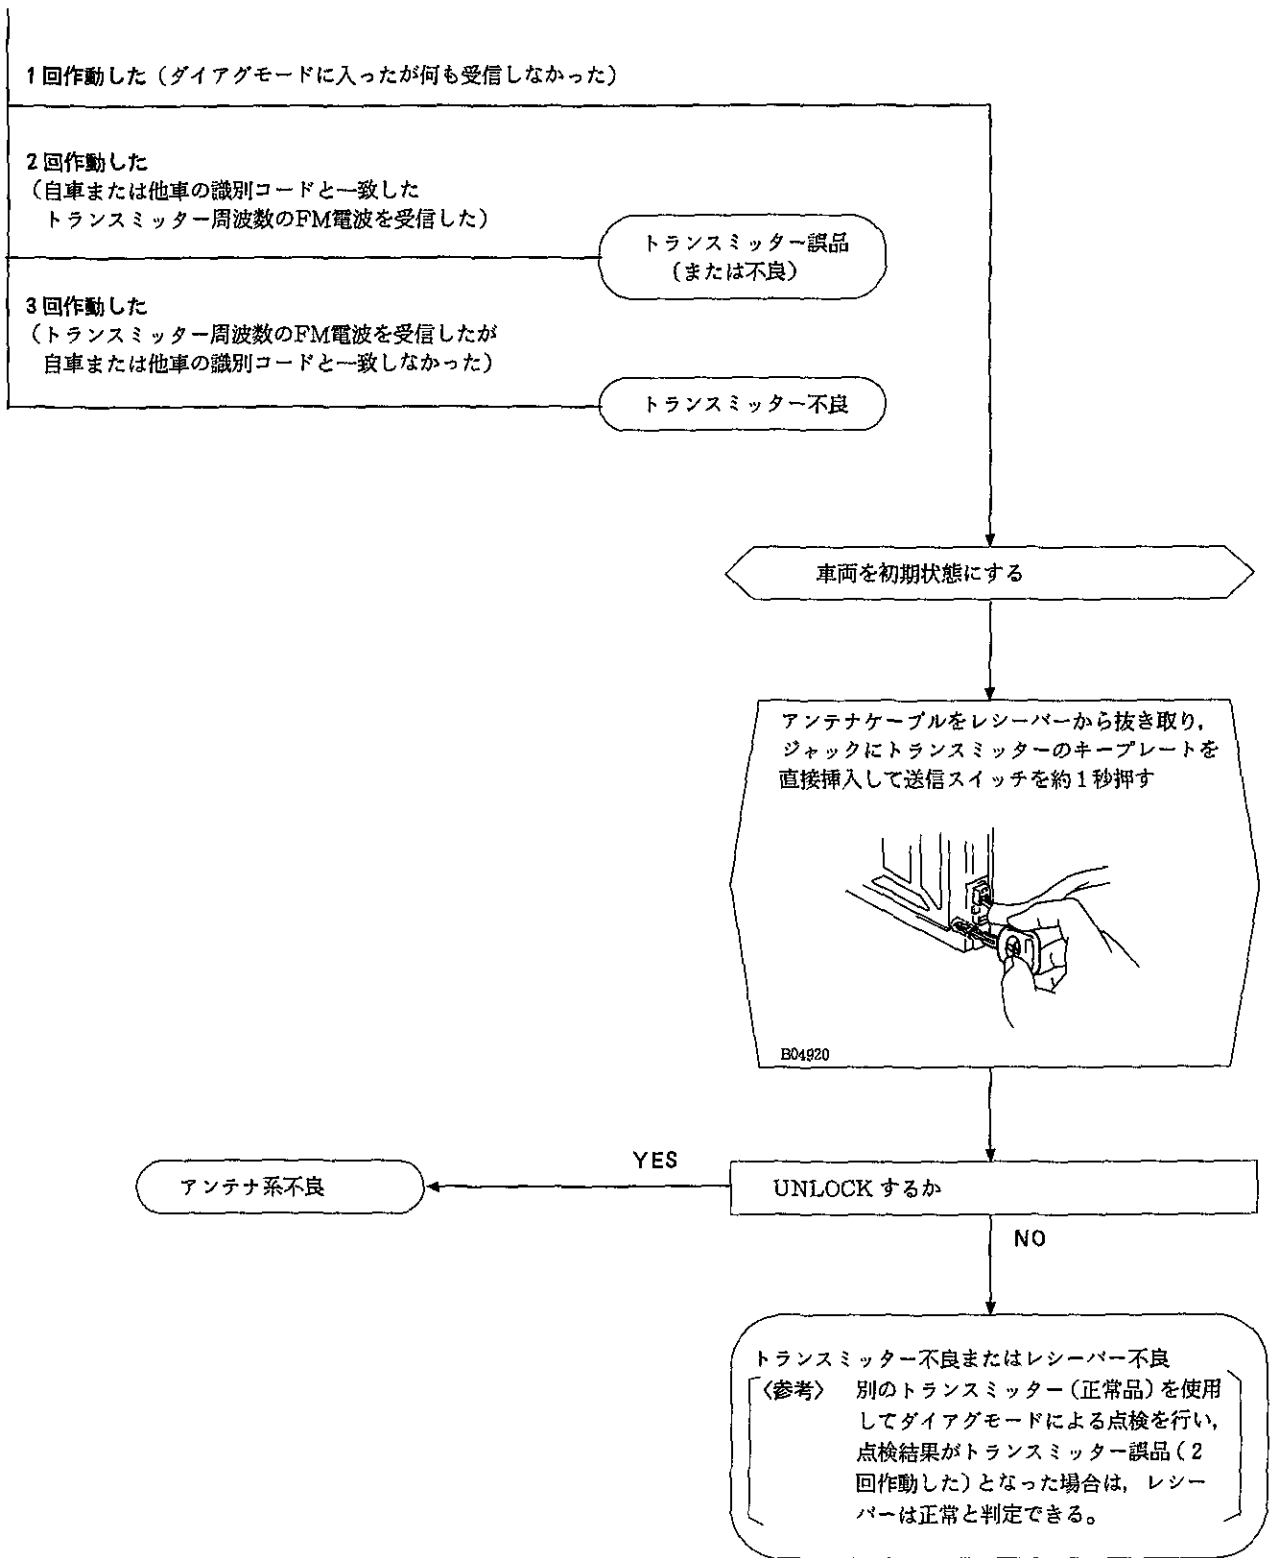 1回作動した（ダイアグモードに入ったが何も受信しなかった）
2回作動した
（自車または他車の識別コードと一致した
トランスミッター周波数のFM電波を受信した）
トランスミッター誤品
（または不良）
3回作動した
（トランスミッター周波数のFM電波を受信したが
自車または他車の識別コードと一致しなかった）
トランスミッター不良
車両を初期状態にする
アンテナケーブルをレシーバーから抜き取り，
ジャックにトランスミッターのキープレートを
直接挿入して送信スイッチを約1秒押す
B04920
YES
アンテナ系不良
UNLOCKするか
NO
トランスミッター不良またはレシーバー不良
〈参考〉 別のトランスミッター（正常品）を使用
してダイアグモードによる点検を行い，
点検結果がトランスミッター誤品（2
回作動した）となった場合は，レシー
バーは正常と判定できる。